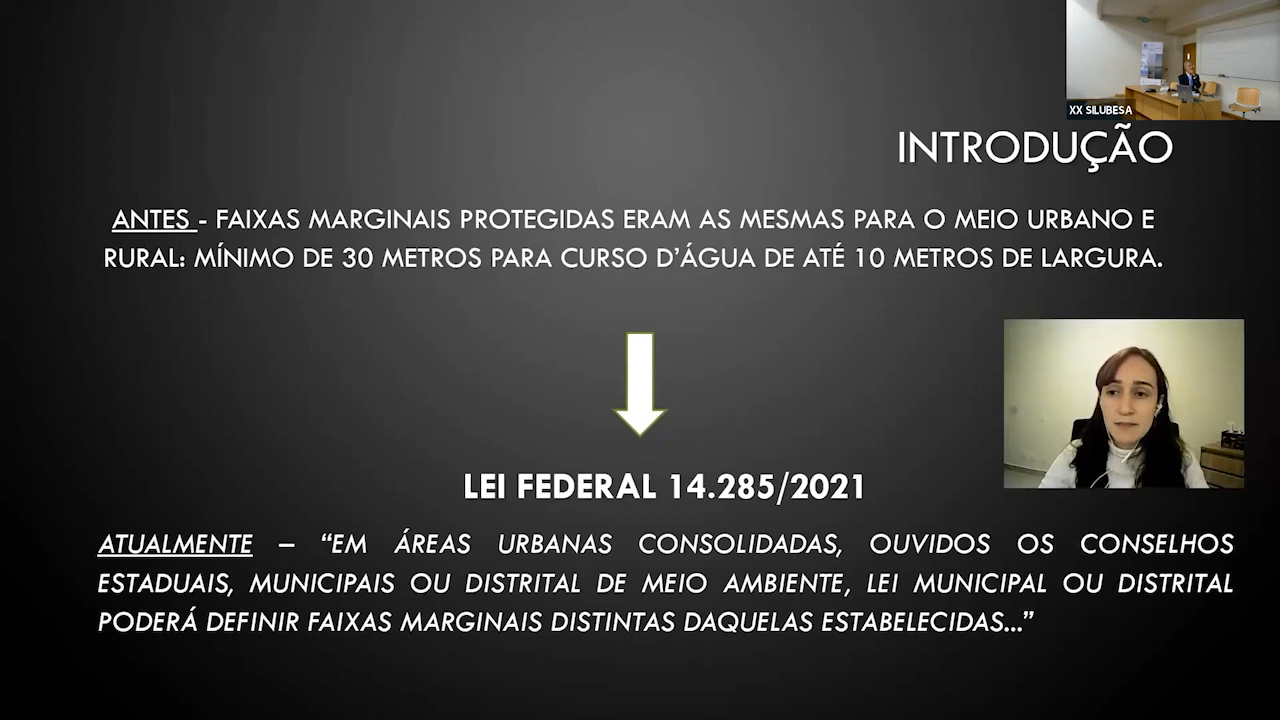 XX SILUBESA
INTRODUÇÃO
ANTES - FAIXAS MARGINAIS PROTEGIDAS ERAM AS MESMAS PARA O MEIO URBANO E
RURAL: MÍNIMO DE 30 METROS PARA CURSO D’ÁGUA DE ATÉ 10 METROS DE LARGURA.
LEI FEDERAL 14.285/2021
ATUALMENTE – “EM ÁREAS URBANAS CONSOLIDADAS, OUVIDOS OS CONSELHOS
ESTADUAIS, MUNICIPAIS OU DISTRITAL DE MEIO AMBIENTE, LEI MUNICIPAL OU DISTRITAL
PODERÁ DEFINIR FAIXAS MARGINAIS DISTINTAS DAQUELAS ESTABELECIDAS...”